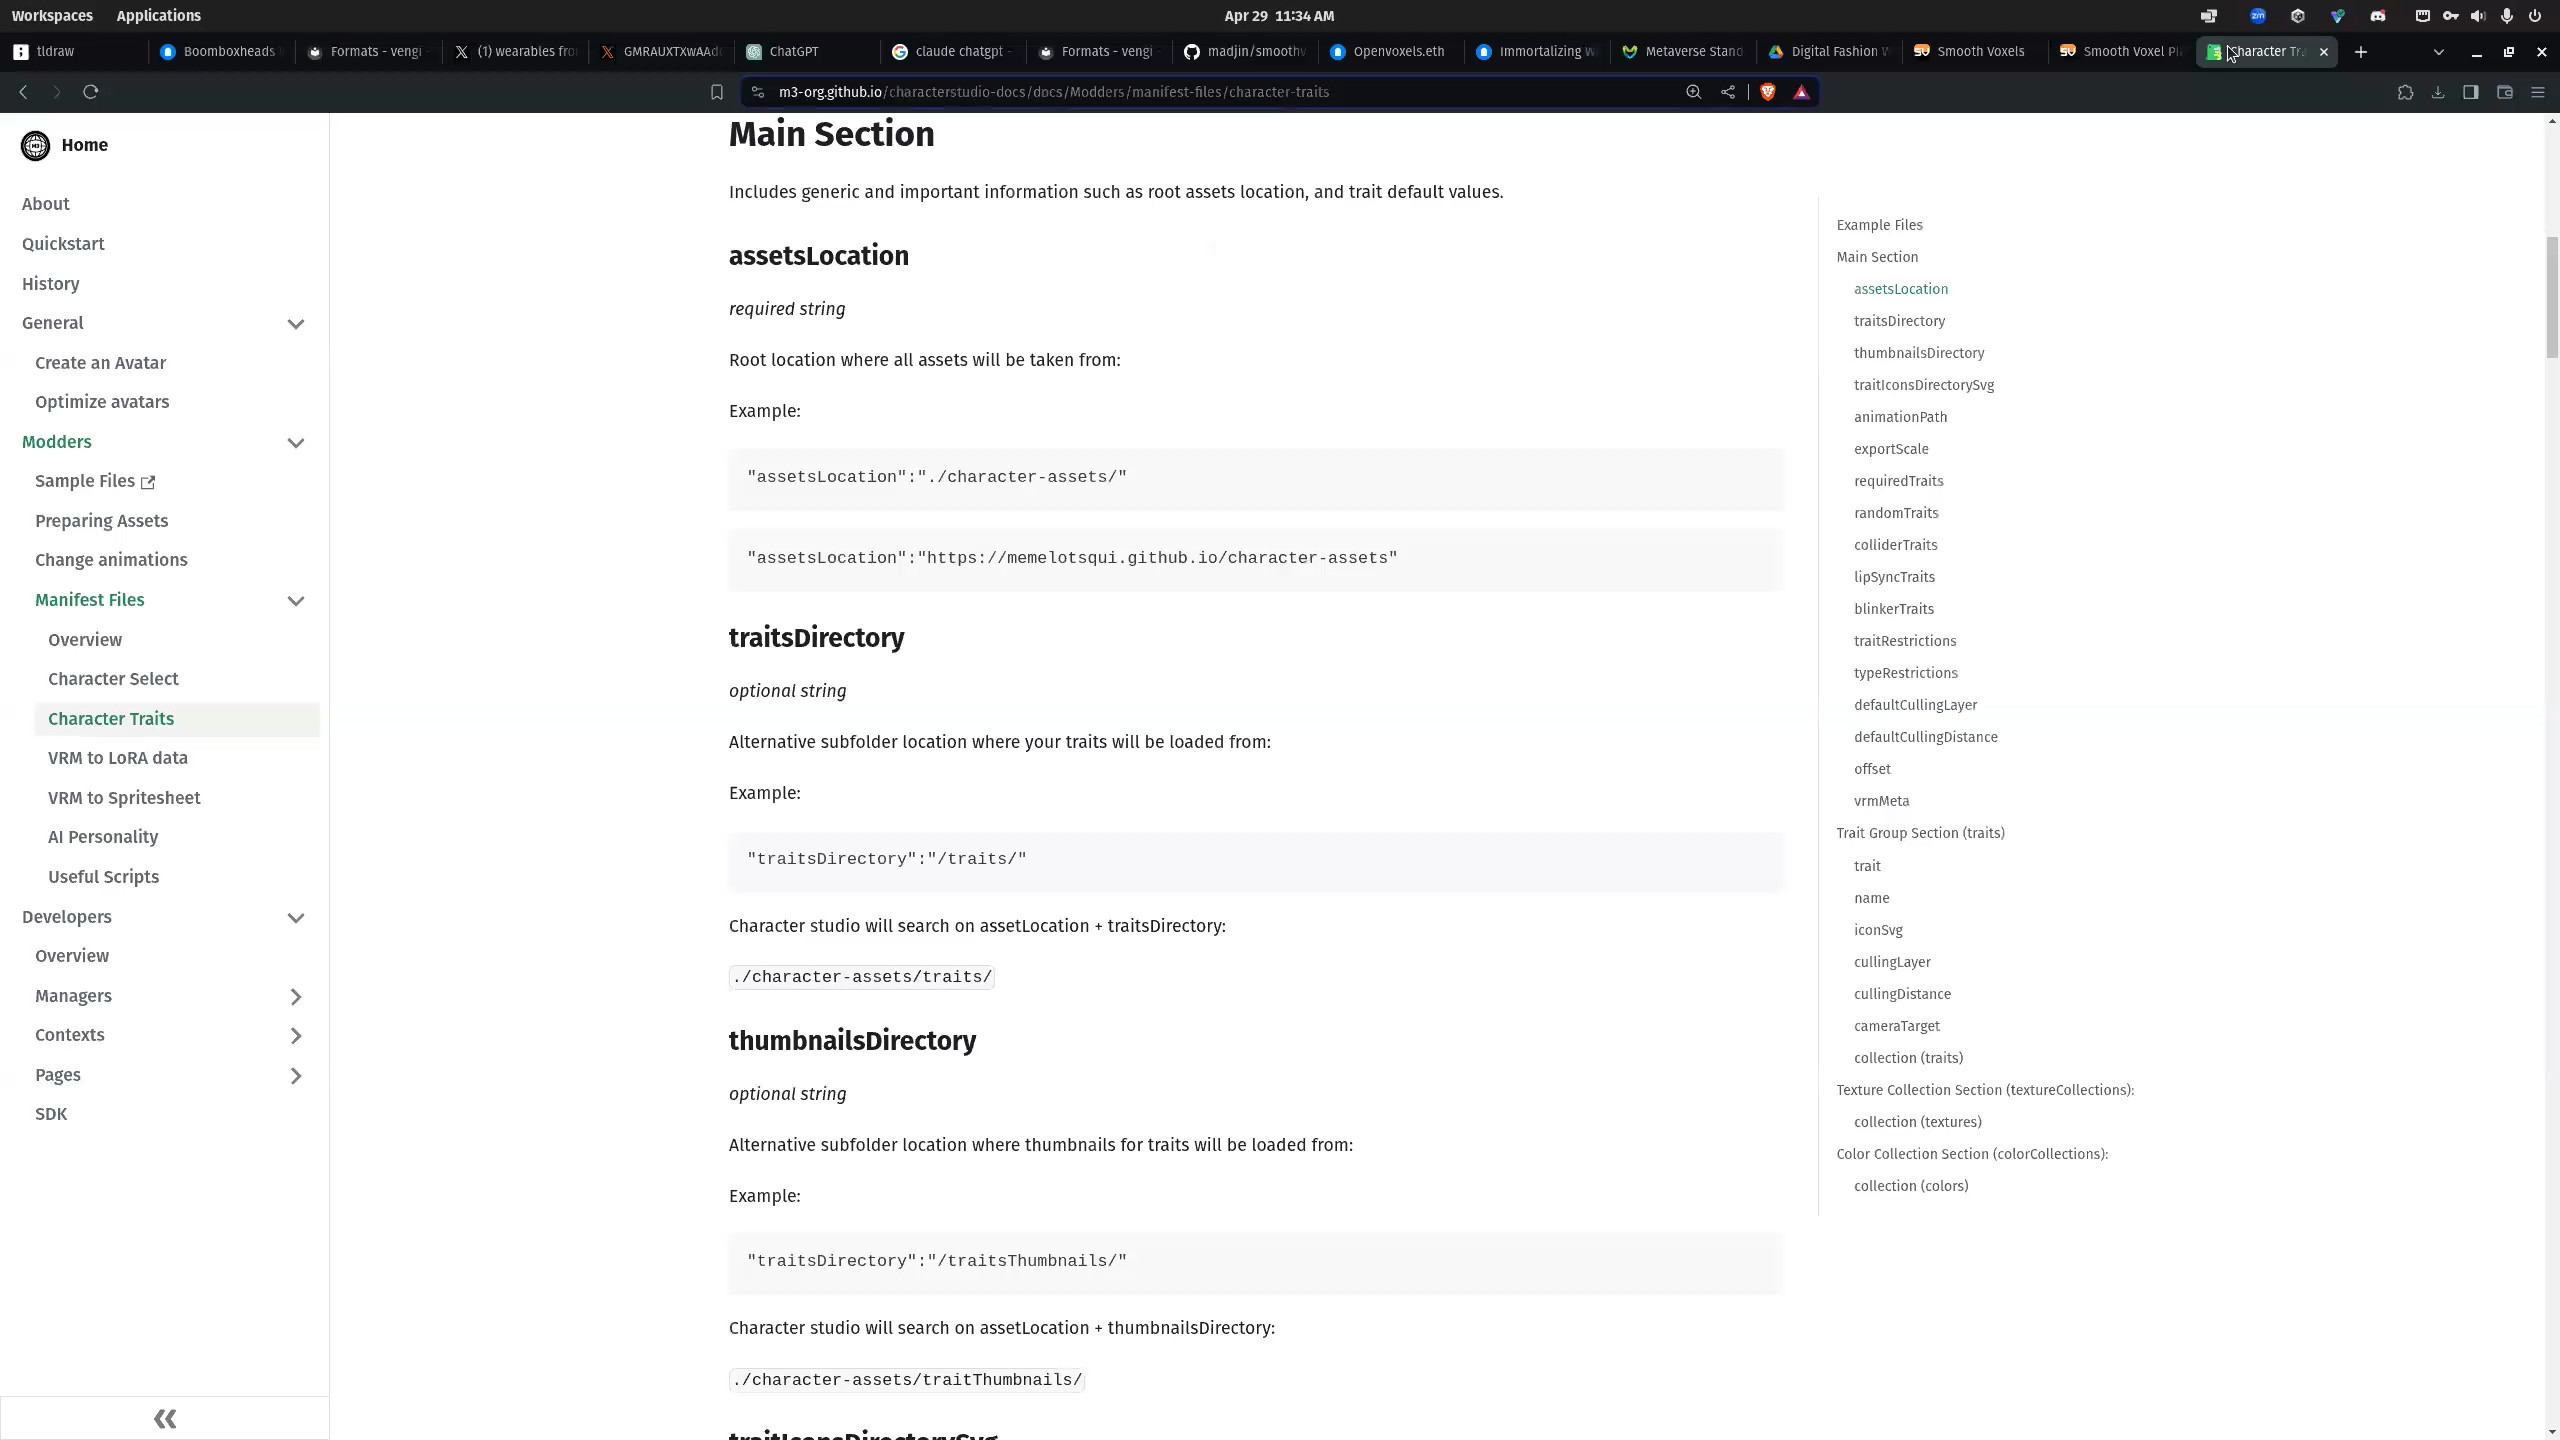 Workspaces Applications
Apr 29 11:34 AM
tldraw
Boomboxheads
Formats - vengi
(1) wearables fro
GMRAUXTXwAAd
ChatGPT
claude chatgpt -
Formats - vengi
madjin/smoothv
Openvoxels.eth
Immortalizing W
Metaverse Stand
Digital Fashion W
Smooth Voxels
Smooth Voxel Pl
Character Tra
m3-org.github.io/characterstudio-docs/docs/Modders/manifest-files/character-traits
Home
About
Quickstart
History
General
Create an Avatar
Optimize avatars
Modders
Sample Files
Preparing Assets
Change animations
Manifest Files
Overview
Character Select
Character Traits
VRM to LoRA data
VRM to Spritesheet
AI Personality
Useful Scripts
Developers
Overview
Managers
Contexts
Pages
SDK
Main Section
Includes generic and important information such as root assets location, and trait default values.
assetsLocation
required string
Root location where all assets will be taken from:
Example:
"assetsLocation":"./character-assets/"
"assetsLocation":"https://memelotsqui.github.io/character-assets"
traitsDirectory
optional string
Alternative subfolder location where your traits will be loaded from:
Example:
"traitsDirectory":"/traits/"
Character studio will search on assetLocation + traitsDirectory:
./character-assets/traits/
thumbnailsDirectory
optional string
Alternative subfolder location where thumbnails for traits will be loaded from:
Example:
"traitsDirectory":"/traitsThumbnails/"
Character studio will search on assetLocation + thumbnailsDirectory:
./character-assets/traitThumbnails/
traitIconsDirectorySvg
Example Files
Main Section
assetsLocation
traitsDirectory
thumbnailsDirectory
traitIconsDirectorySvg
animationPath
exportScale
requiredTraits
randomTraits
colliderTraits
lipSyncTraits
blinkerTraits
traitRestrictions
typeRestrictions
defaultCullingLayer
defaultCullingDistance
offset
vrmMeta
Trait Group Section (traits)
trait
name
iconSvg
cullingLayer
cullingDistance
cameraTarget
collection (traits)
Texture Collection Section (textureCollections):
collection (textures)
Color Collection Section (colorCollections):
collection (colors)